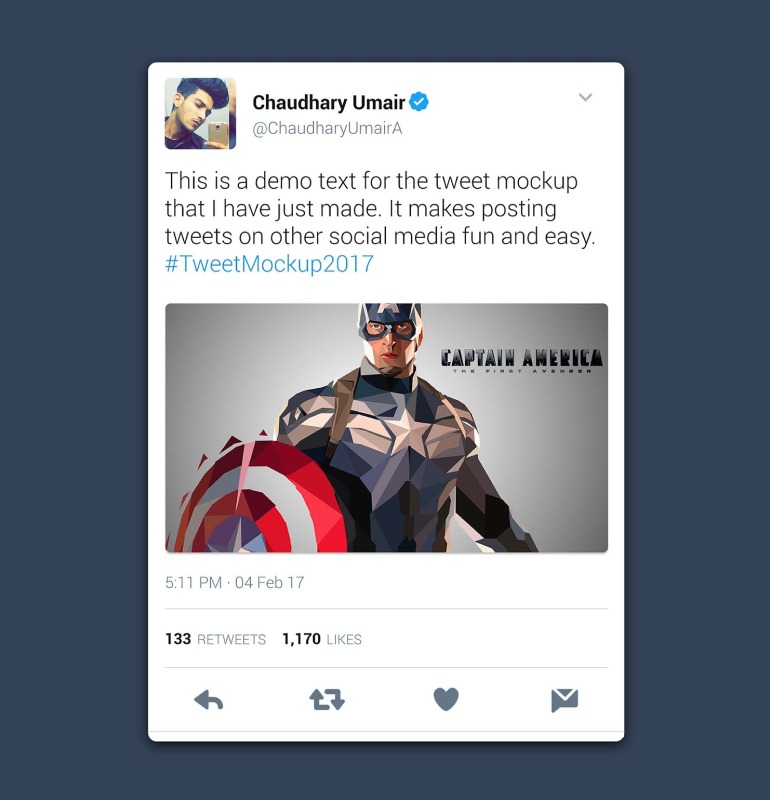 Chaudhary Umair
@ChaudharyUmairA
This is a demo text for the tweet mockup
that I have just made. It makes posting
tweets on other social media fun and easy.
#TweetMockup2017
A
CAPTAIN AMERICA
THE FIRST AVENGER
5:11 PM · 04 Feb 17
133 RETWEETS 1,170 LIKES